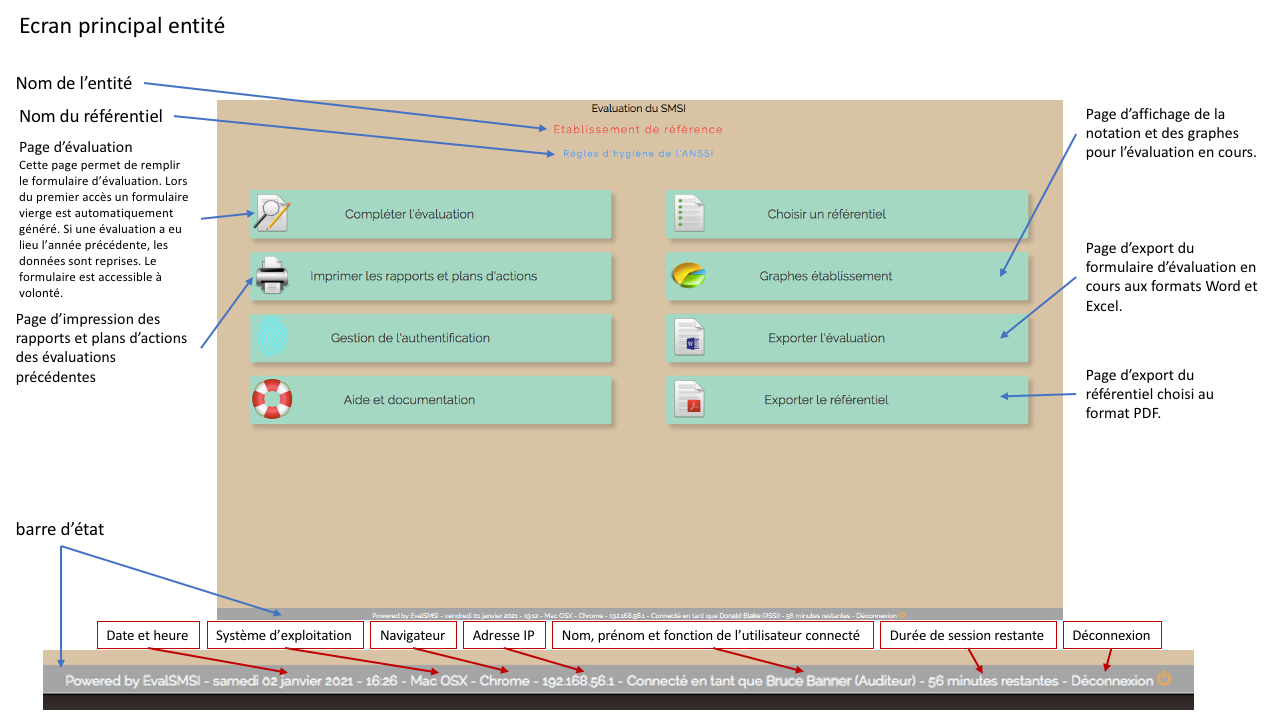 Ecran principal entité
Nom de l'entité
Nom du référentiel
Page d'évaluation
Cette page permet de remplir
le formulaire d'évaluation. Lors
du premier accès un formulaire
vierge est automatiquement
généré. Si une évaluation a eu
lieu l'année précédente, les
données sont reprises. Le
formulaire est accessible à
volonté.
Page d'impression des
rapports et plans d'actions
des évaluations
précédentes
barre d'état
Evaluation du SMSI
Etablissement de référence
Règles d'hygiène de l'ANSSI
Compléter l'évaluation
Choisir un référentiel
Imprimer les rapports et plans d'actions
Graphes établissement
Gestion de l'authentification
Exporter l'évaluation
Aide et documentation
Exporter le référentiel
Page d'affichage de la
notation et des graphes
pour l'évaluation en cours.
Page d'export du
formulaire d'évaluation en
cours aux formats Word et
Excel.
Page d'export du
référentiel choisi au
format PDF.
Powered by EvalSMSI - vendredi 01 janvier 2021 - 19:12 - Mac OSX - Chrome - 192.168.56.1 - Connecté en tant que Donald Blake (RSSI) - 56 minutes restantes - Déconnexion
Date et heure
Système d'exploitation
Navigateur
Adresse IP
Nom, prénom et fonction de l'utilisateur connecté
Durée de session restante
Déconnexion
Powered by EvalSMSI - samedi 02 janvier 2021 - 16:26 - Mac OSX - Chrome - 192.168.56.1 - Connecté en tant que Bruce Banner (Auditeur) - 56 minutes restantes - Déconnexion